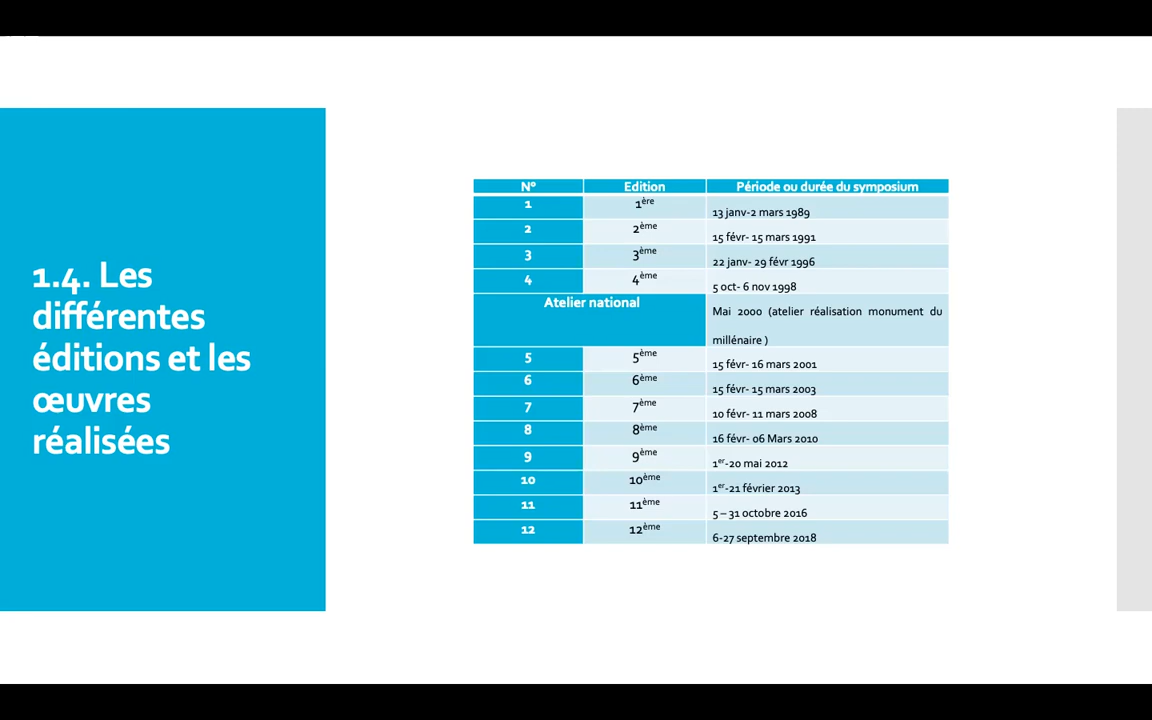 1.4. Les
différentes
éditions et les
œuvres
réalisées
N° Edition Période ou durée du symposium
1 1ère 13 janv-2 mars 1989
2 2ème 15 févr- 15 mars 1991
3 3ème 22 janv- 29 févr 1996
4 4ème 5 oct- 6 nov 1998
Atelier national Mai 2000 (atelier réalisation monument du
millénaire )
5 5ème 15 févr- 16 mars 2001
6 6ème 15 févr- 15 mars 2003
7 7ème 10 févr- 11 mars 2008
8 8ème 16 févr- 06 Mars 2010
9 9ème 1er-20 mai 2012
10 10ème 1er-21 février 2013
11 11ème 5 – 31 octobre 2016
12 12ème 6-27 septembre 2018